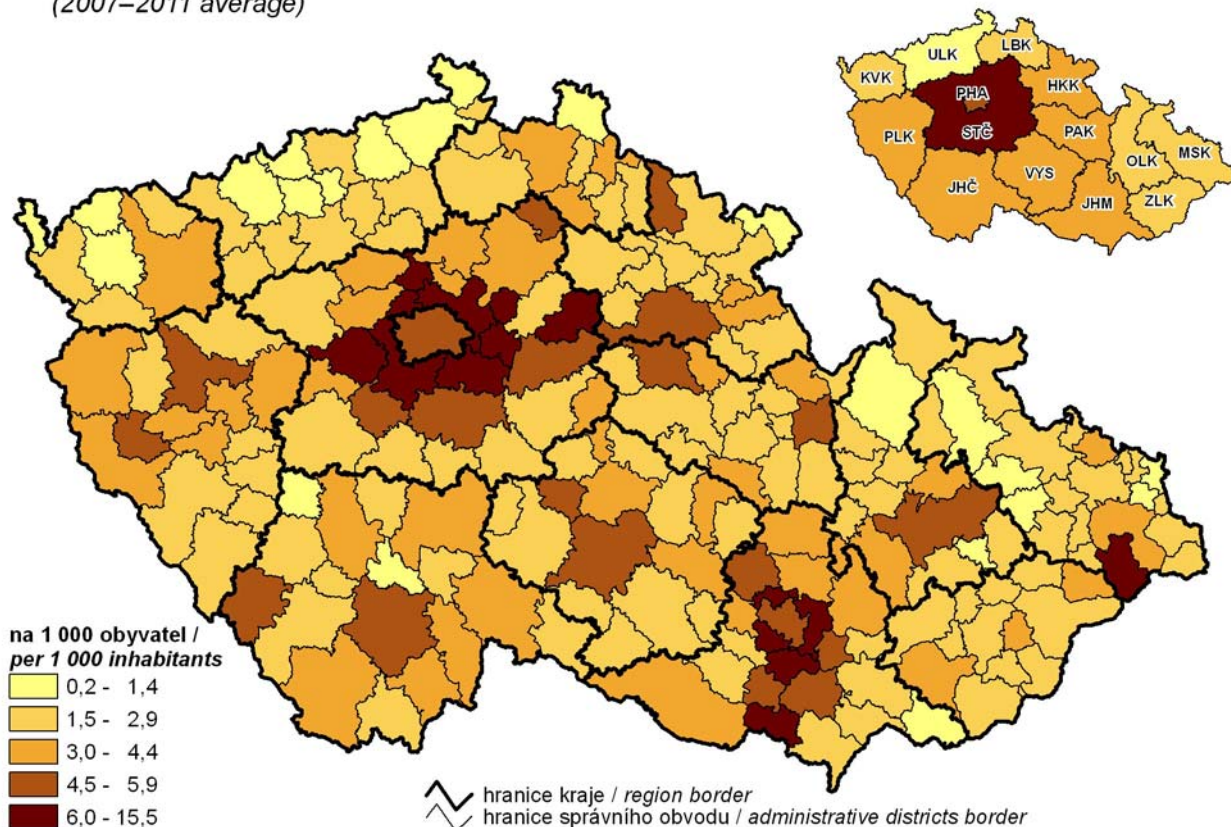 (2007–2011 average)
KVK
ULK
LBK
PHA
HKK
STČ
PLK
PAK
OLK
MSK
JHČ
VYS
JHM
ZLK
na 1 000 obyvatel /
per 1 000 inhabitants
0,2 - 1,4
1,5 - 2,9
3,0 - 4,4
4,5 - 5,9
6,0 - 15,5
hranice kraje / region border
hranice správního obvodu / administrative districts border